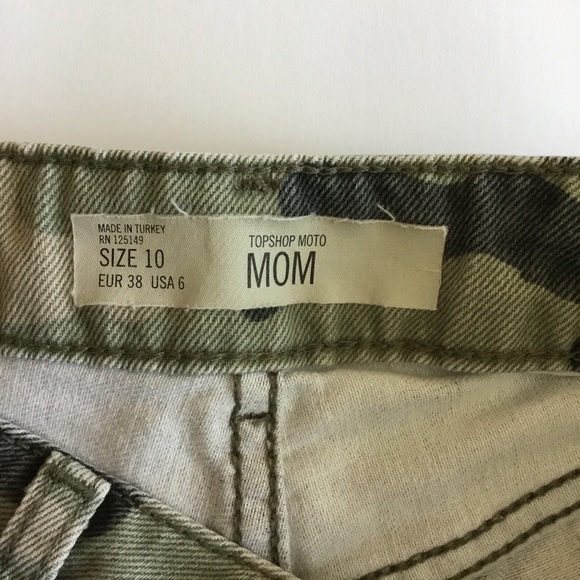 MADE IN TURKEY
RN 125149
SIZE 10
EUR 38 USA 6
TOPSHOP MOTO
MOM